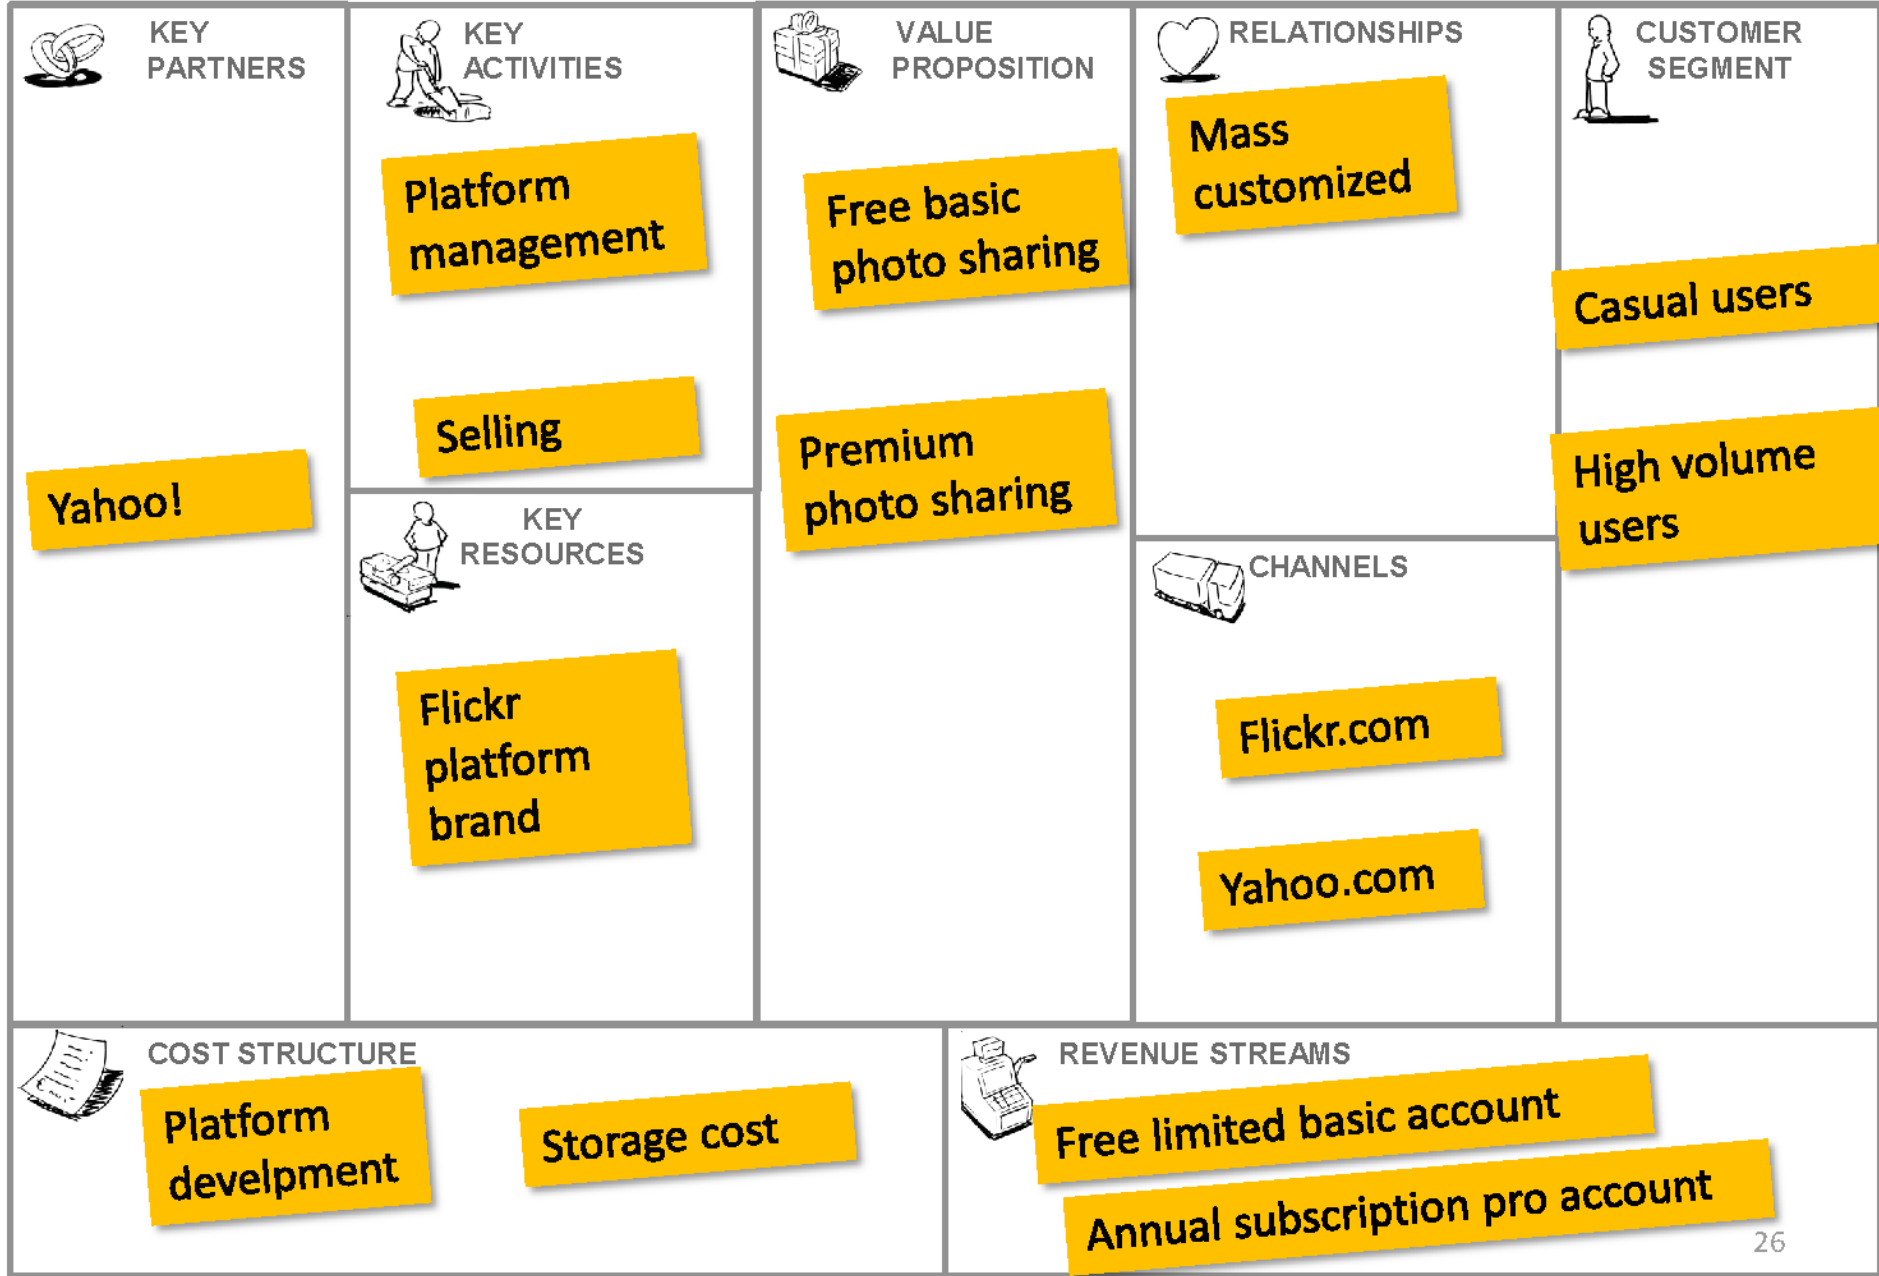 KEY
PARTNERS
Yahoo!
KEY
ACTIVITIES
Platform
management
Selling
KEY
RESOURCES
Flickr
platform
brand
VALUE
PROPOSITION
Free basic
photo sharing
Premium
photo sharing
RELATIONSHIPS
Mass
customized
CHANNELS
Flickr.com
Yahoo.com
CUSTOMER
SEGMENT
Casual users
High volume
users
COST STRUCTURE
Platform
develpment
Storage cost
REVENUE STREAMS
Free limited basic account
Annual subscription pro account
26